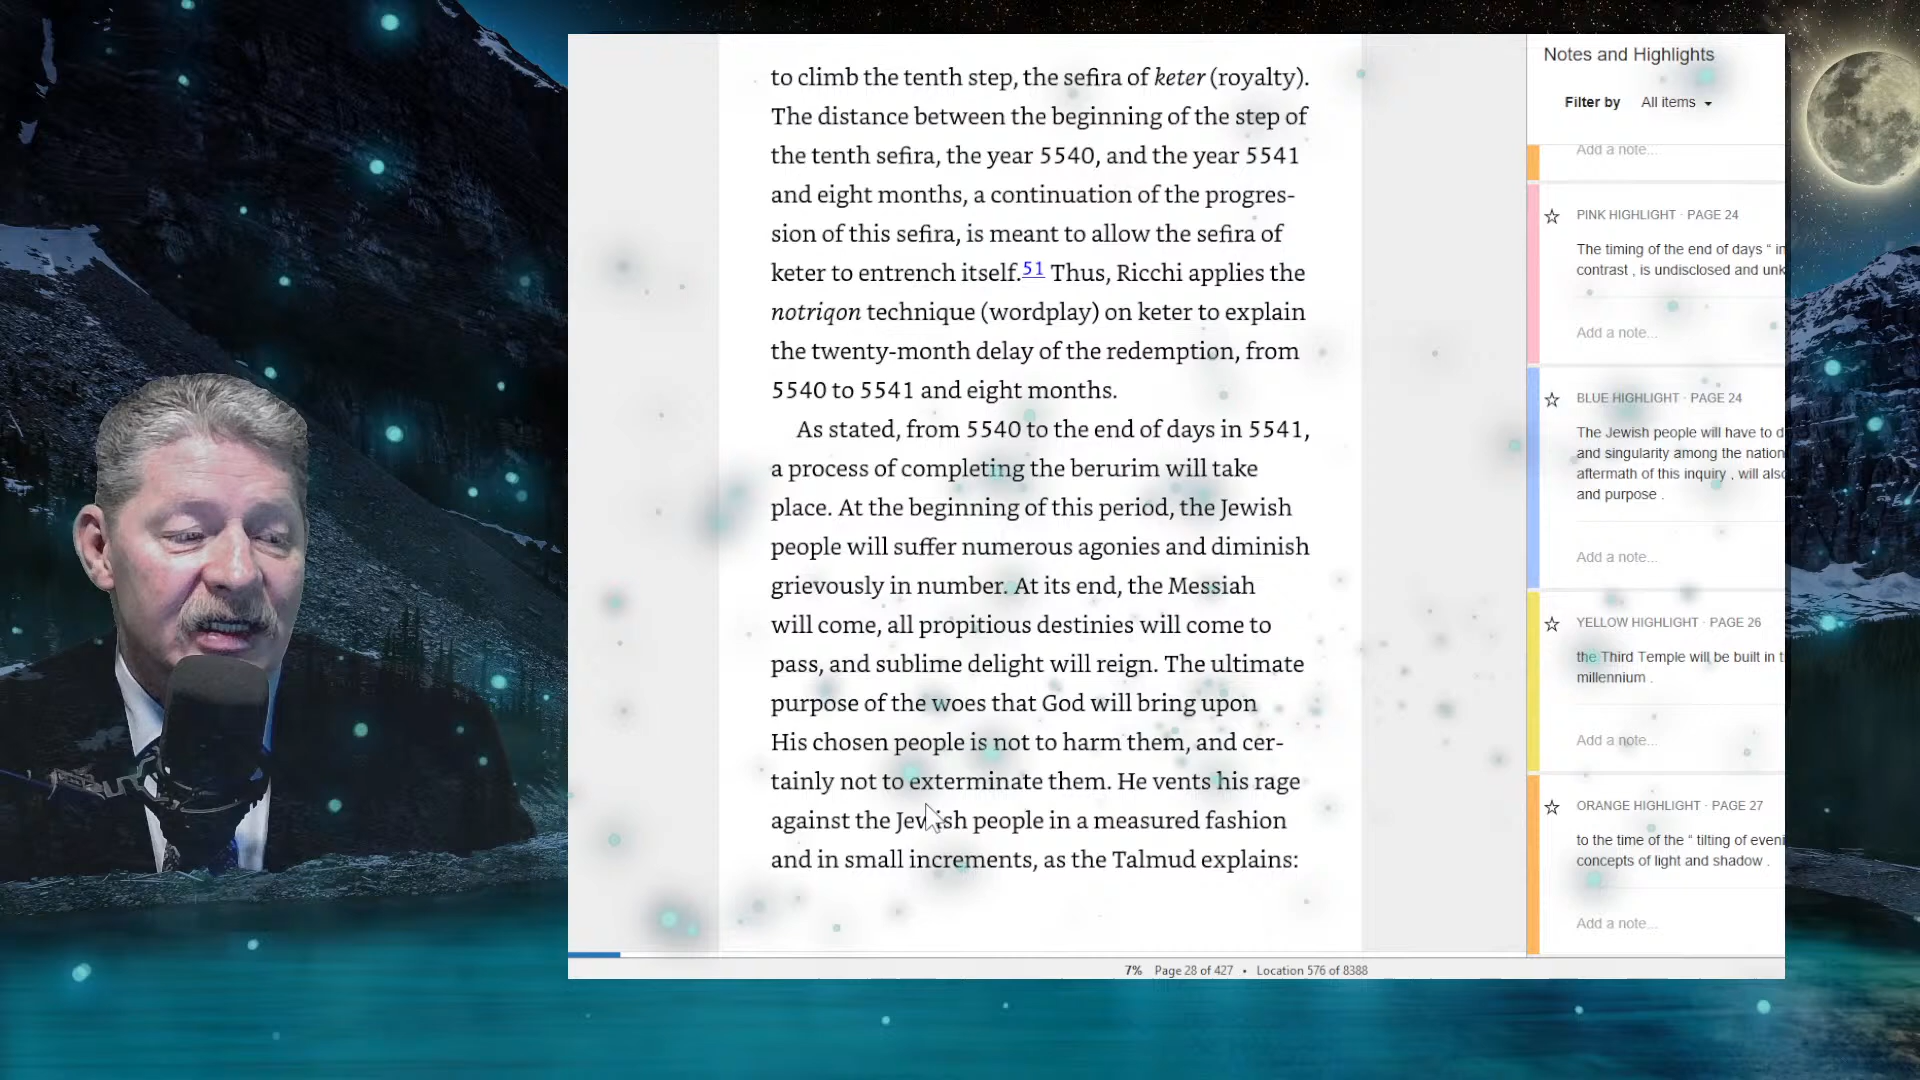 to climb the tenth step, the sefira of keter (royalty).
The distance between the beginning of the step of
the tenth sefira, the year 5540, and the year 5541
and eight months, a continuation of the progres-
sion of this sefira, is meant to allow the sefira of
keter to entrench itself.51 Thus, Ricchi applies the
notriqon technique (wordplay) on keter to explain
the twenty-month delay of the redemption, from
5540 to 5541 and eight months.
As stated, from 5540 to the end of days in 5541,
a process of completing the berurim will take
place. At the beginning of this period, the Jewish
people will suffer numerous agonies and diminish
grievously in number. At its end, the Messiah
will come, all propitious destinies will come to
pass, and sublime delight will reign. The ultimate
purpose of the woes that God will bring upon
His chosen people is not to harm them, and cer-
tainly not to exterminate them. He vents his rage
against the Jewish people in a measured fashion
and in small increments, as the Talmud explains:
7% Page 28 of 427 • Location 576 of 8388
Notes and Highlights
Filter by All items
Add a note...
PINK HIGHLIGHT · PAGE 24
The timing of the end of days “ in
contrast , is undisclosed and unk
Add a note...
BLUE HIGHLIGHT · PAGE 24
The Jewish people will have to d
and singularity among the nation
aftermath of this inquiry , will also
and purpose .
Add a note...
YELLOW HIGHLIGHT · PAGE 26
the Third Temple will be built in t
millennium .
Add a note...
ORANGE HIGHLIGHT · PAGE 27
to the time of the “ tilting of eveni
concepts of light and shadow .
Add a note...